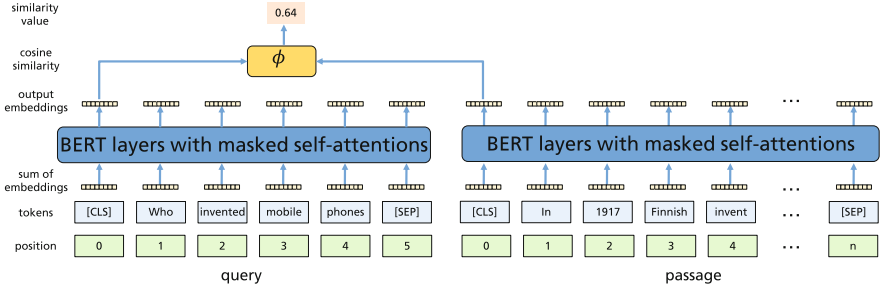 similarity
value
0.64
cosine
similarity
ϕ
output
embeddings
...
BERT layers with masked self-attentions
BERT layers with masked self-attentions
sum of
embeddings
...
tokens
[CLS] Who invented mobile phones [SEP]
[CLS] In 1917 Finnish invent ... [SEP]
position
0 1 2 3 4 5
0 1 2 3 4 ... n
query
passage